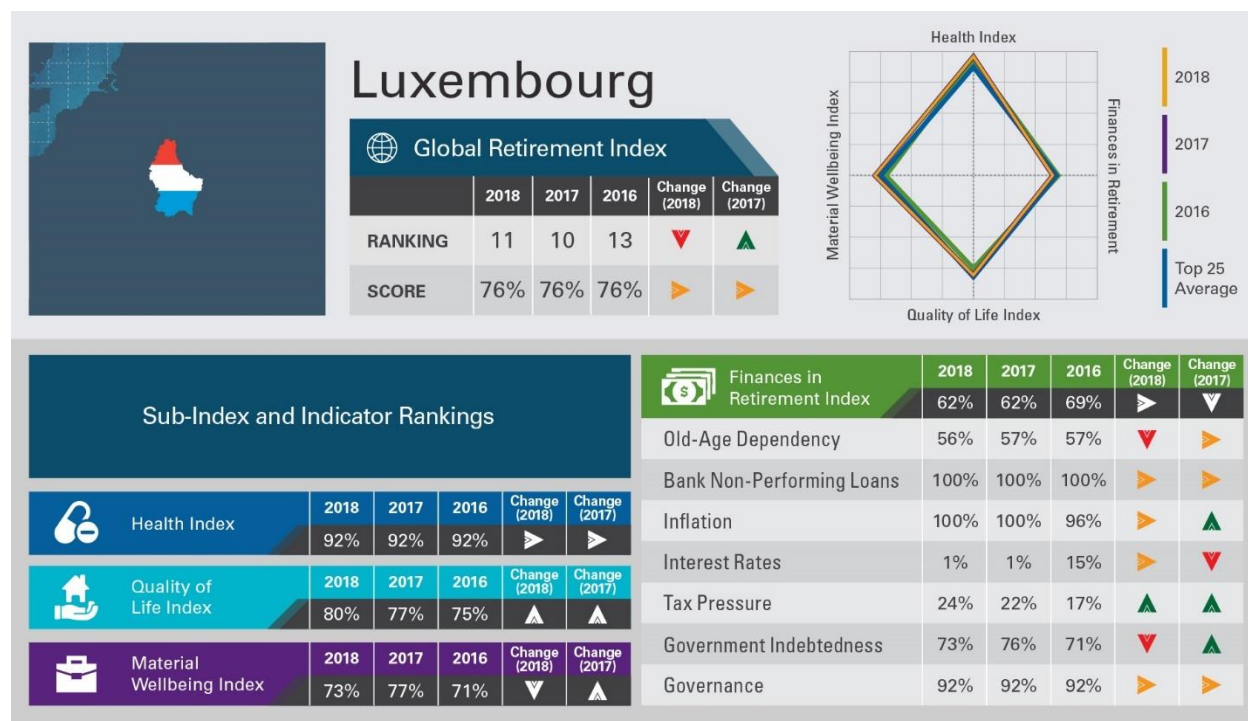 Luxembourg
Global Retirement Index
2018 2017 2016 Change (2018) Change (2017)
RANKING 11 10 13
SCORE 76% 76% 76%
Health Index
Material Wellbeing Index
Finances in Retirement
Quality of Life Index
2018
2017
2016
Top 25
Average
Sub-Index and Indicator Rankings
Health Index 2018 2017 2016 Change (2018) Change (2017)
92% 92% 92%
Quality of
Life Index 2018 2017 2016 Change (2018) Change (2017)
80% 77% 75%
Material
Wellbeing Index 2018 2017 2016 Change (2018) Change (2017)
73% 77% 71%
Finances in
Retirement Index 2018 2017 2016 Change (2018) Change (2017)
62% 62% 69%
Old-Age Dependency 56% 57% 57%
Bank Non-Performing Loans 100% 100% 100%
Inflation 100% 100% 96%
Interest Rates 1% 1% 15%
Tax Pressure 24% 22% 17%
Government Indebtedness 73% 76% 71%
Governance 92% 92% 92%